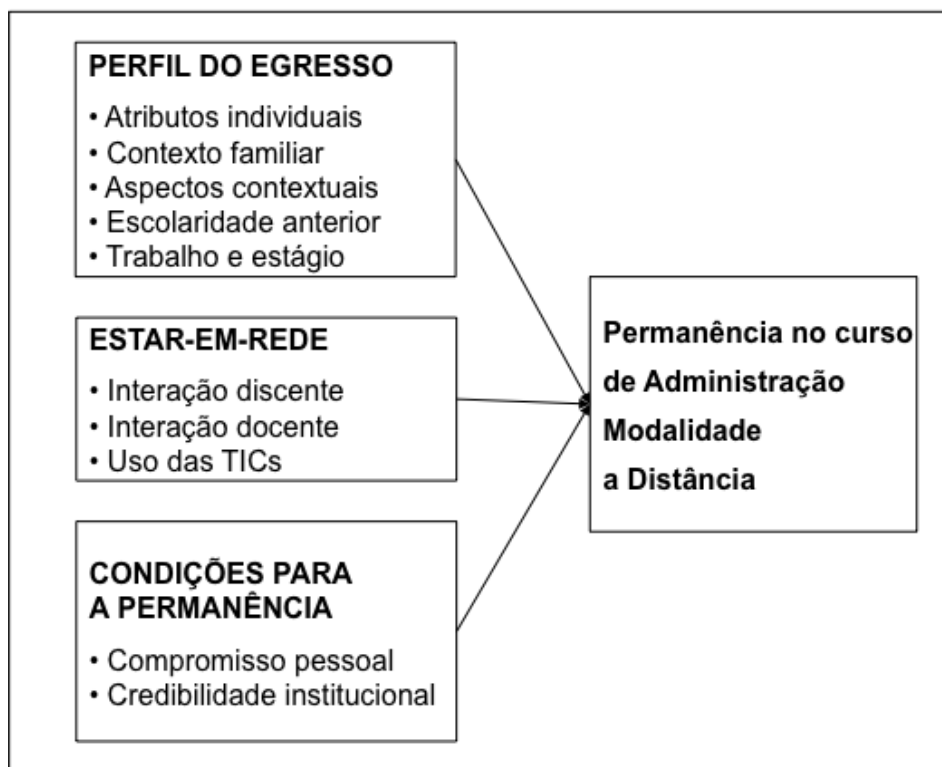 PERFIL DO EGRESSO
• Atributos individuais
• Contexto familiar
• Aspectos contextuais
• Escolaridade anterior
• Trabalho e estágio
ESTAR-EM-REDE
• Interação discente
• Interação docente
• Uso das TICs
CONDIÇÕES PARA
A PERMANÊNCIA
• Compromisso pessoal
• Credibilidade institucional
Permanência no curso
de Administração
Modalidade
a Distância